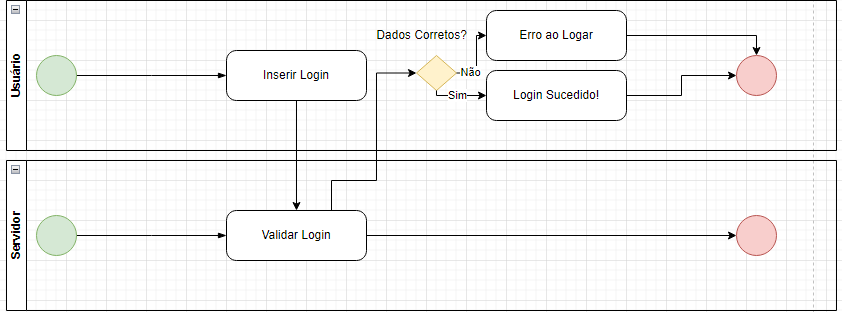 Usuário
Inserir Login
Dados Corretos?
Não
Sim
Erro ao Logar
Login Sucedido!
Servidor
Validar Login